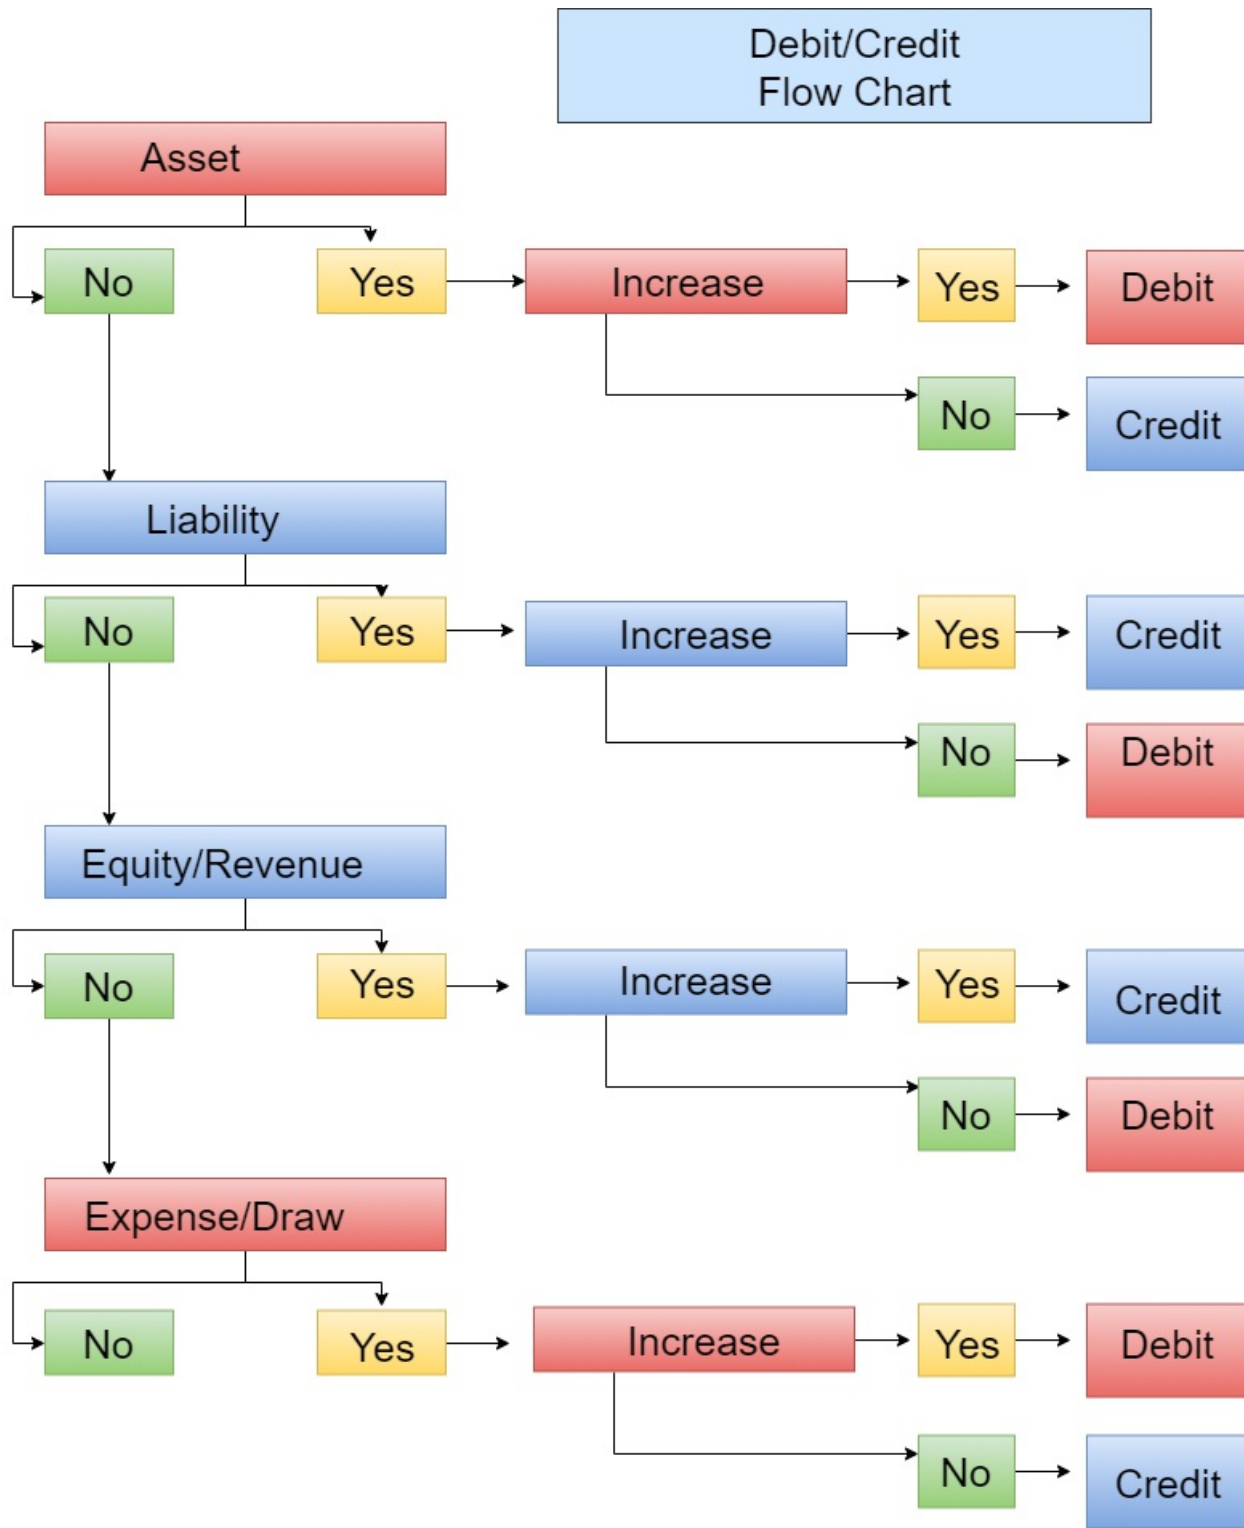 Debit/Credit
Flow Chart
Asset
No
Yes
Increase
Yes
Debit
No
Credit
Liability
No
Yes
Increase
Yes
Credit
No
Debit
Equity/Revenue
No
Yes
Increase
Yes
Credit
No
Debit
Expense/Draw
No
Yes
Increase
Yes
Debit
No
Credit